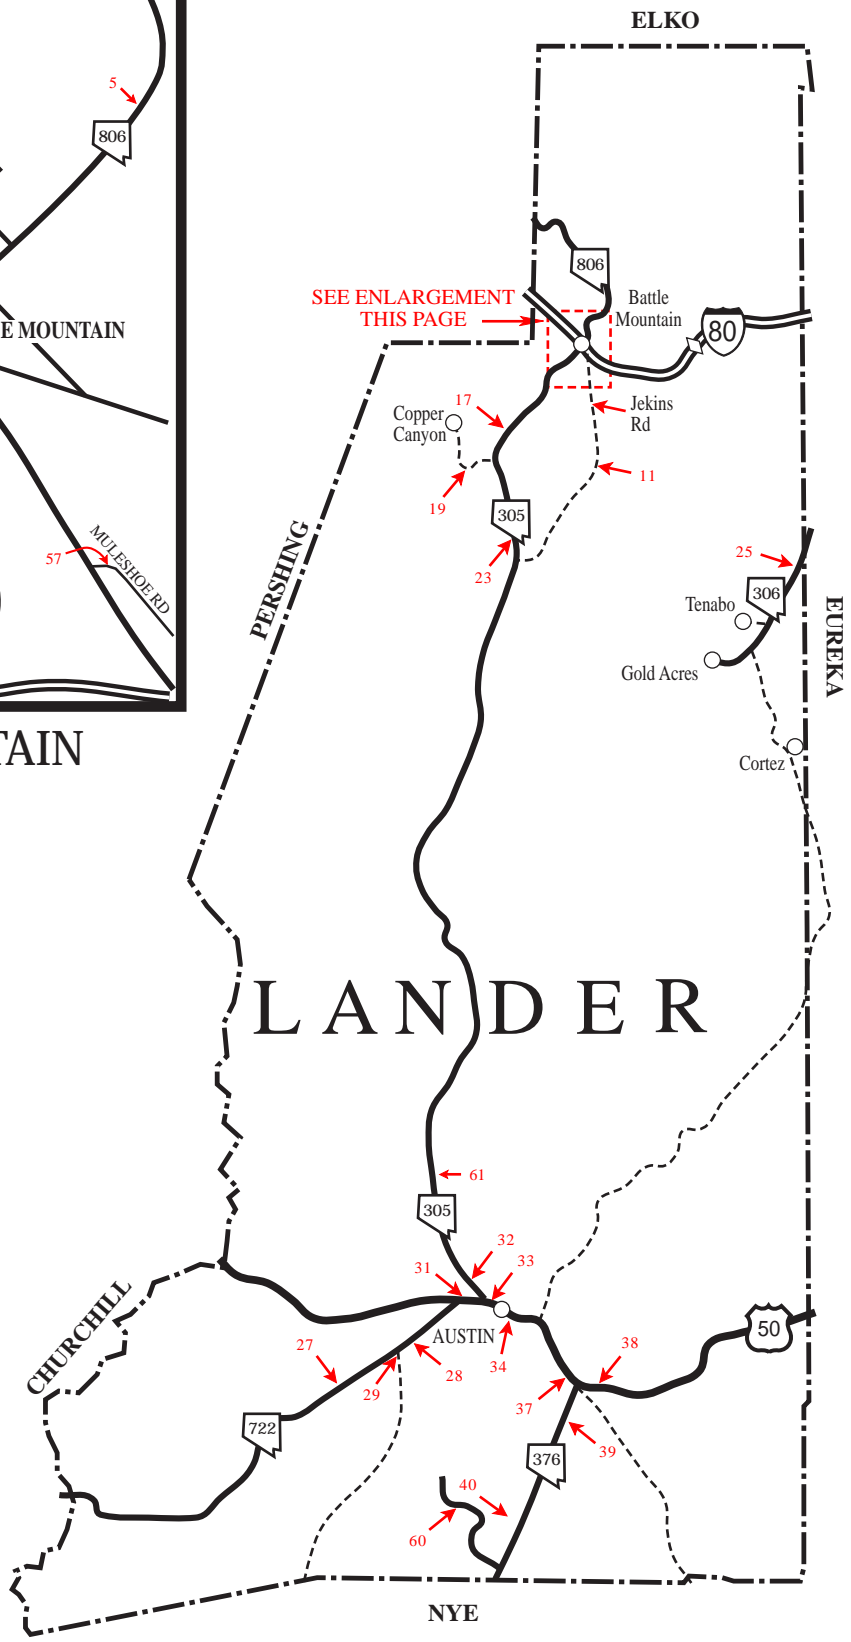 ELKO
5
806
806
SEE ENLARGEMENT
THIS PAGE
Battle
Mountain
80
E MOUNTAIN
17
Copper
Canyon
Jekins
Rd
11
19
305
23
MULESHOE RD
57
PERSHING
25
306
Tenabo
EUREKA
Gold Acres
TAIN
Cortez
LANDER
61
305
32
33
31
CHURCHILL
AUSTIN
50
27
28
29
34
38
37
722
39
376
40
60
NYE